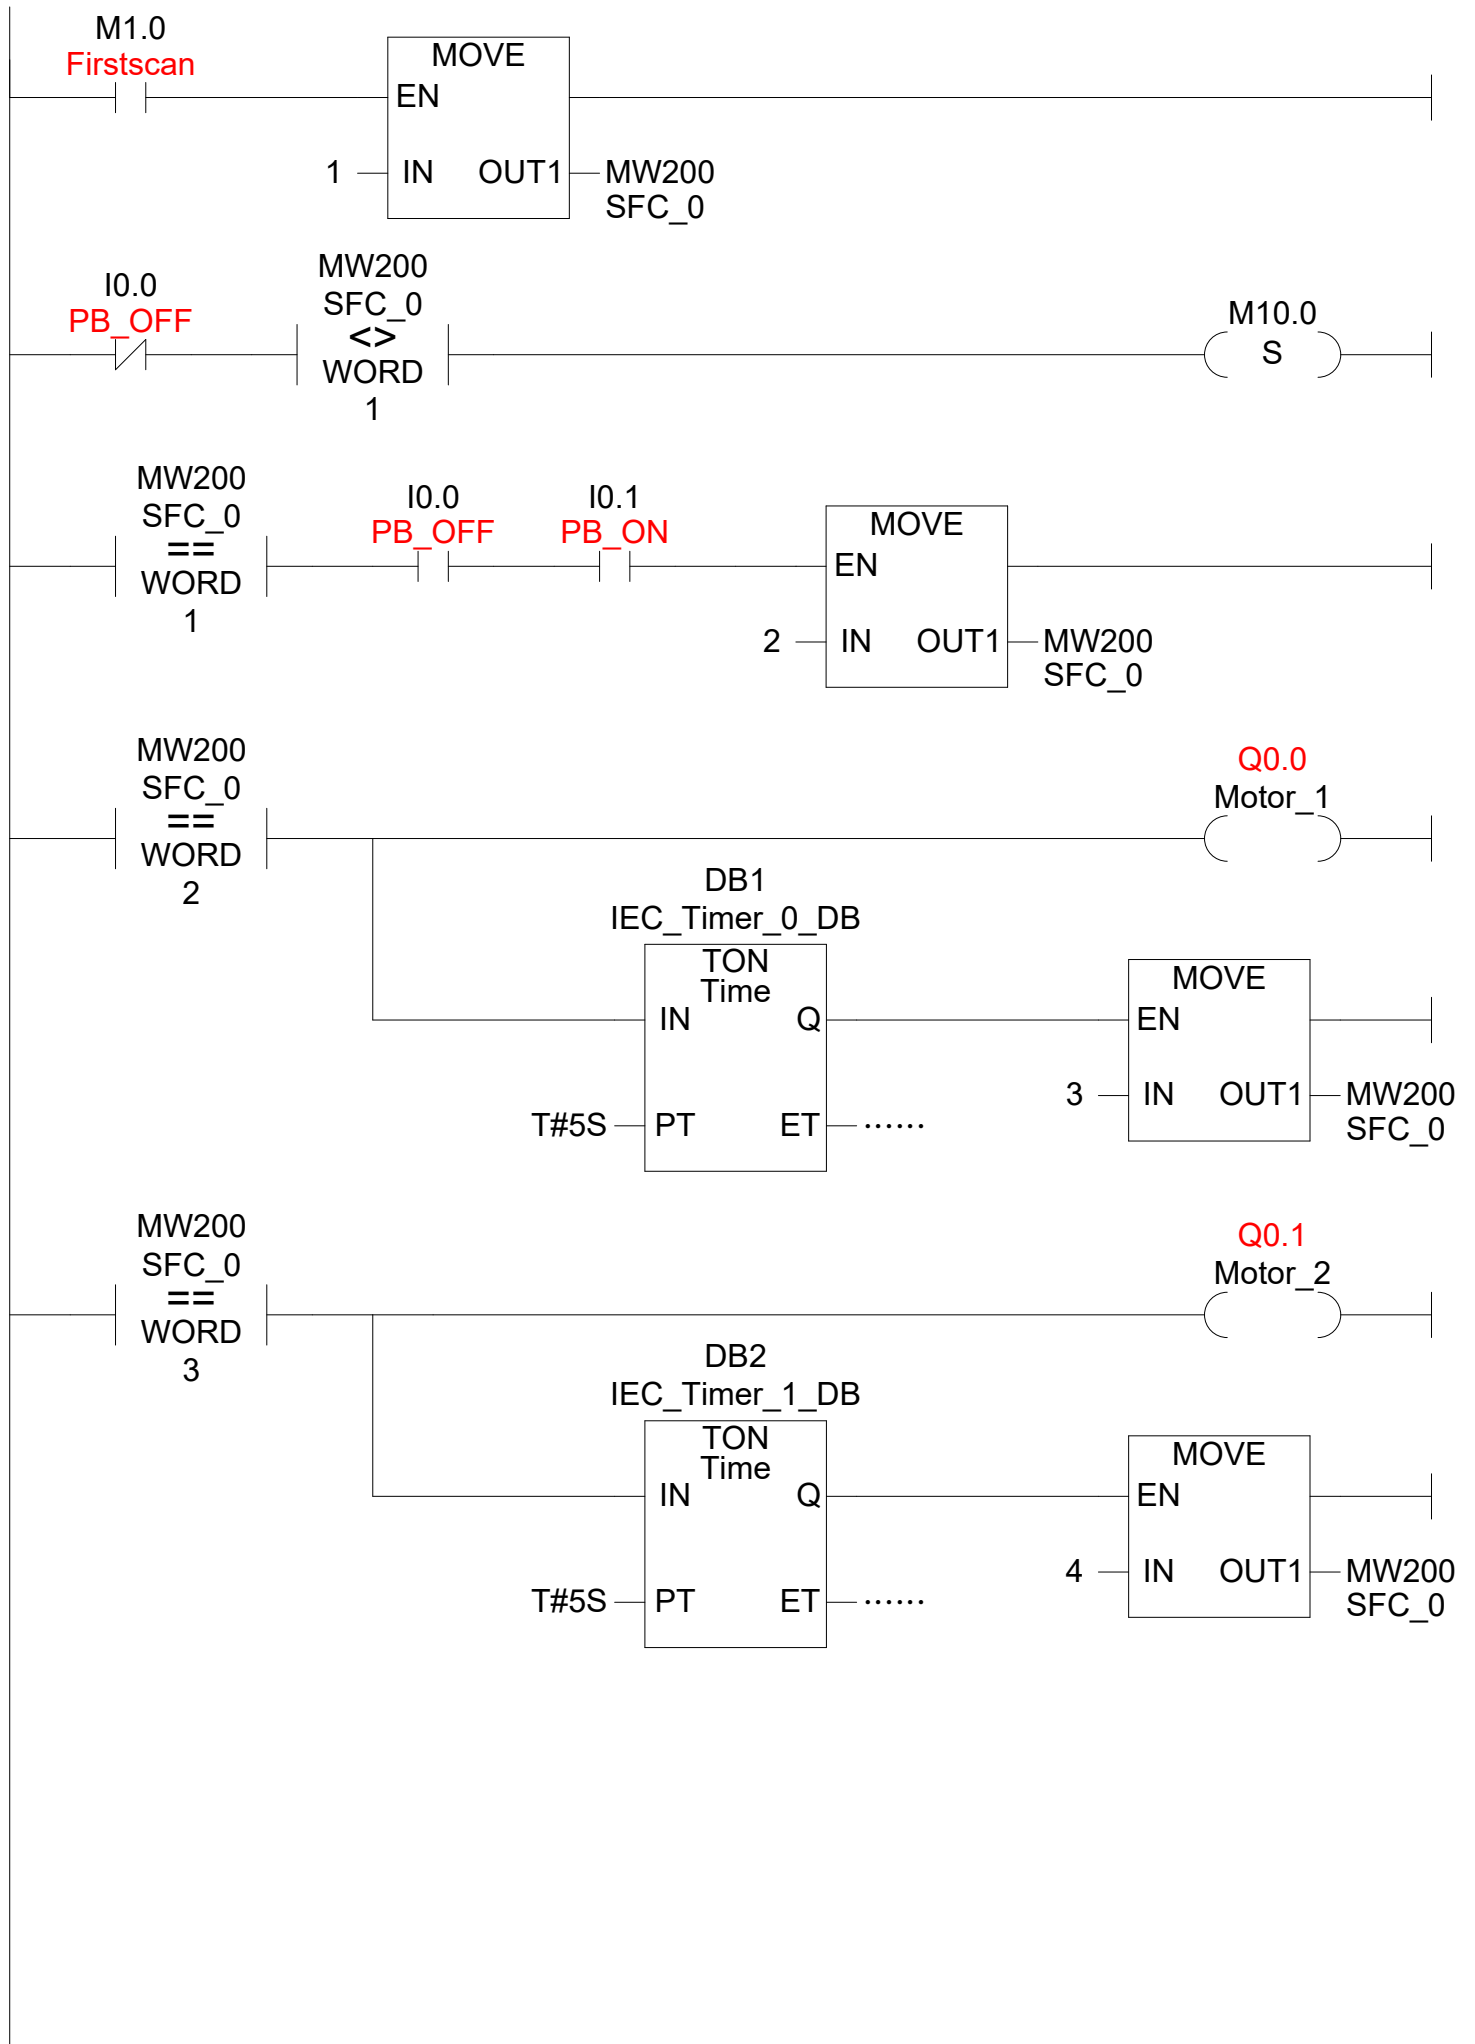 M1.0
Firstscan
MOVE
EN
1 IN OUT1 MW200
SFC_0
I0.0
PB_OFF
MW200
SFC_0
<>
WORD
1
M10.0
S
MW200
SFC_0
==
WORD
1
I0.0
PB_OFF
I0.1
PB_ON
MOVE
EN
2 IN OUT1 MW200
SFC_0
MW200
SFC_0
==
WORD
2
Q0.0
Motor_1
DB1
IEC_Timer_0_DB
TON
Time
IN Q
T#5S PT ET ......
MOVE
EN
3 IN OUT1 MW200
SFC_0
MW200
SFC_0
==
WORD
3
Q0.1
Motor_2
DB2
IEC_Timer_1_DB
TON
Time
IN Q
T#5S PT ET ......
MOVE
EN
4 IN OUT1 MW200
SFC_0